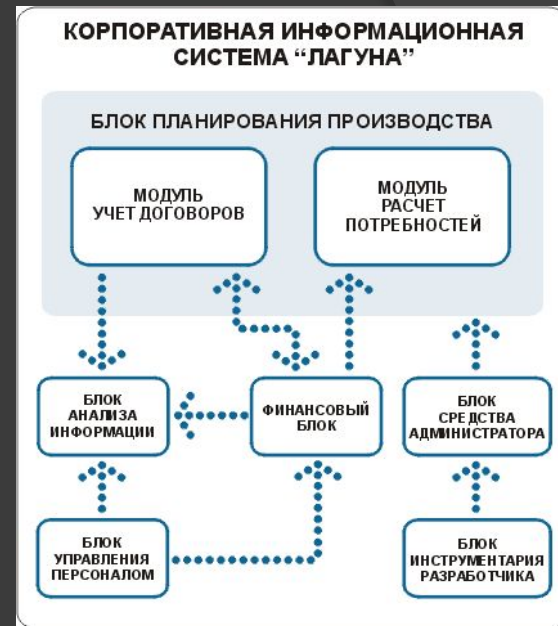 КОРПОРАТИВНАЯ ИНФОРМАЦИОННАЯ
СИСТЕМА “ЛАГУНА”
БЛОК ПЛАНИРОВАНИЯ ПРОИЗВОДСТВА
МОДУЛЬ
УЧЕТ ДОГОВОРОВ
МОДУЛЬ
РАСЧЕТ
ПОТРЕБНОСТЕЙ
БЛОК
АНАЛИЗА
ИНФОРМАЦИИ
ФИНАНСОВЫЙ
БЛОК
БЛОК
СРЕДСТВА
АДМИНИСТРАТОРА
БЛОК
УПРАВЛЕНИЯ
ПЕРСОНАЛОМ
БЛОК
ИНСТРУМЕНТАРИЯ
РАЗРАБОТЧИКА